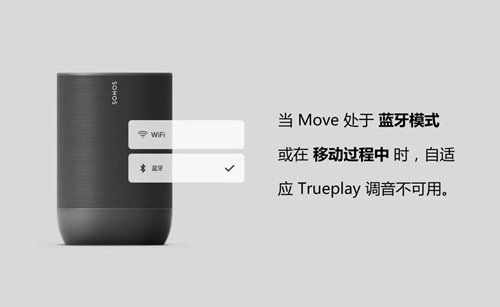 SONOS
WiFi
蓝牙
当 Move 处于 蓝牙模式
或在 移动过程中 时，自适
应 Trueplay 调音不可用。